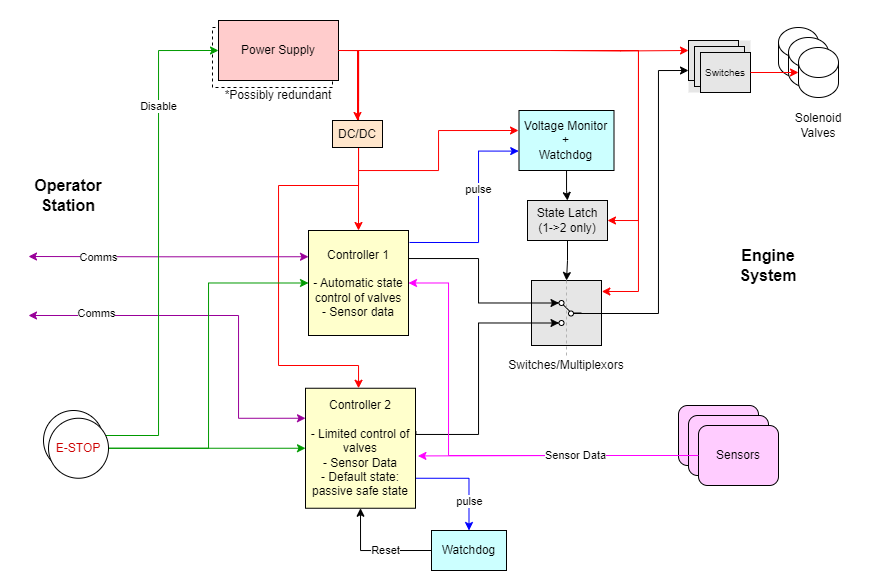 Power Supply
*Possibly redundant
Disable
DC/DC
Switches
Solenoid
Valves
Voltage Monitor
+
Watchdog
pulse
Operator
Station
State Latch
(1->2 only)
Engine
System
Comms
Controller 1
- Automatic state
control of valves
- Sensor data
Comms
Switches/Multiplexors
Controller 2
- Limited control of
valves
- Sensor Data
- Default state:
passive safe state
E-STOP
Sensor Data
Sensors
pulse
Reset
Watchdog